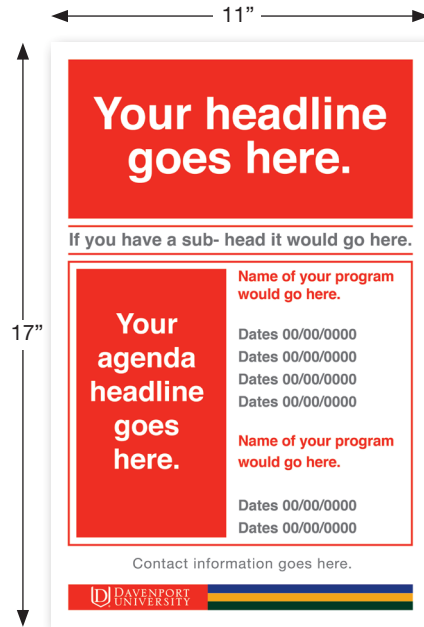 11”
17”
Your headline
goes here.
If you have a sub- head it would go here.
Your
agenda
headline
goes
here.
Name of your program
would go here.
Dates 00/00/0000
Dates 00/00/0000
Dates 00/00/0000
Dates 00/00/0000
Name of your program
would go here.
Dates 00/00/0000
Dates 00/00/0000
Contact information goes here.
DAVENPORT
UNIVERSITY